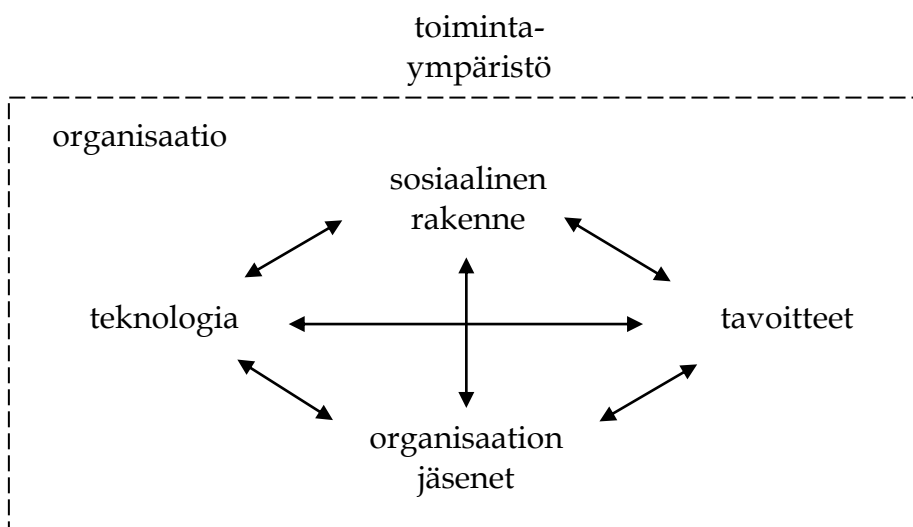 toiminta-
ympäristö
organisaatio
sosiaalinen
rakenne
teknologia
tavoitteet
organisaation
jäsenet